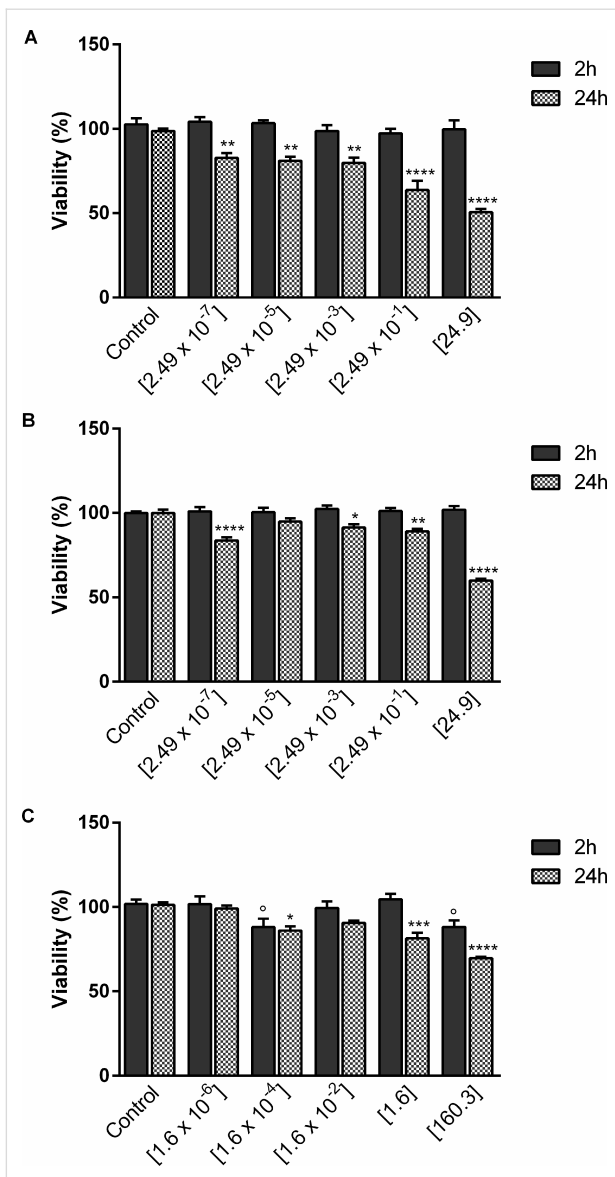 A
150
100
50
0
Viability (%)
2h
24h
**
**
**
****
****
Control
[2.49 x 10⁻⁷]
[2.49 x 10⁻⁵]
[2.49 x 10⁻³]
[2.49 x 10⁻¹]
[24.9]
B
150
100
50
0
Viability (%)
2h
24h
****
*
**
****
Control
[2.49 x 10⁻⁷]
[2.49 x 10⁻⁵]
[2.49 x 10⁻³]
[2.49 x 10⁻¹]
[24.9]
C
150
100
50
0
Viability (%)
2h
24h
°
*
***
°
****
Control
[1.6 x 10⁻⁶]
[1.6 x 10⁻⁴]
[1.6 x 10⁻²]
[1.6]
[160.3]